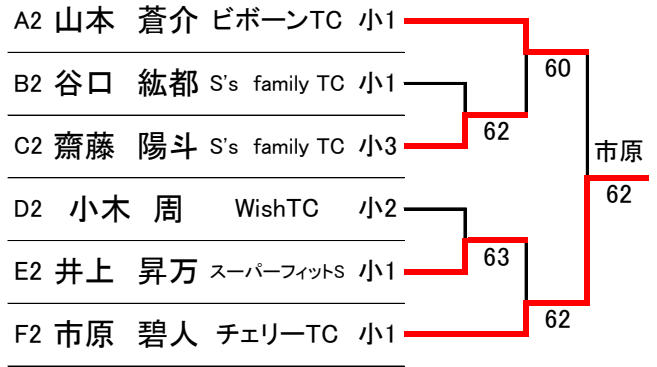 A2 山本 蒼介 ビボーンTC 小1
60
B2 谷口 紘都 S's family TC 小1
62
C2 齋藤 陽斗 S's family TC 小3
市原
62
D2 小木 周 WishTC 小2
63
E2 井上 昇万 スーパーフィットS 小1
62
F2 市原 碧人 チェリーTC 小1